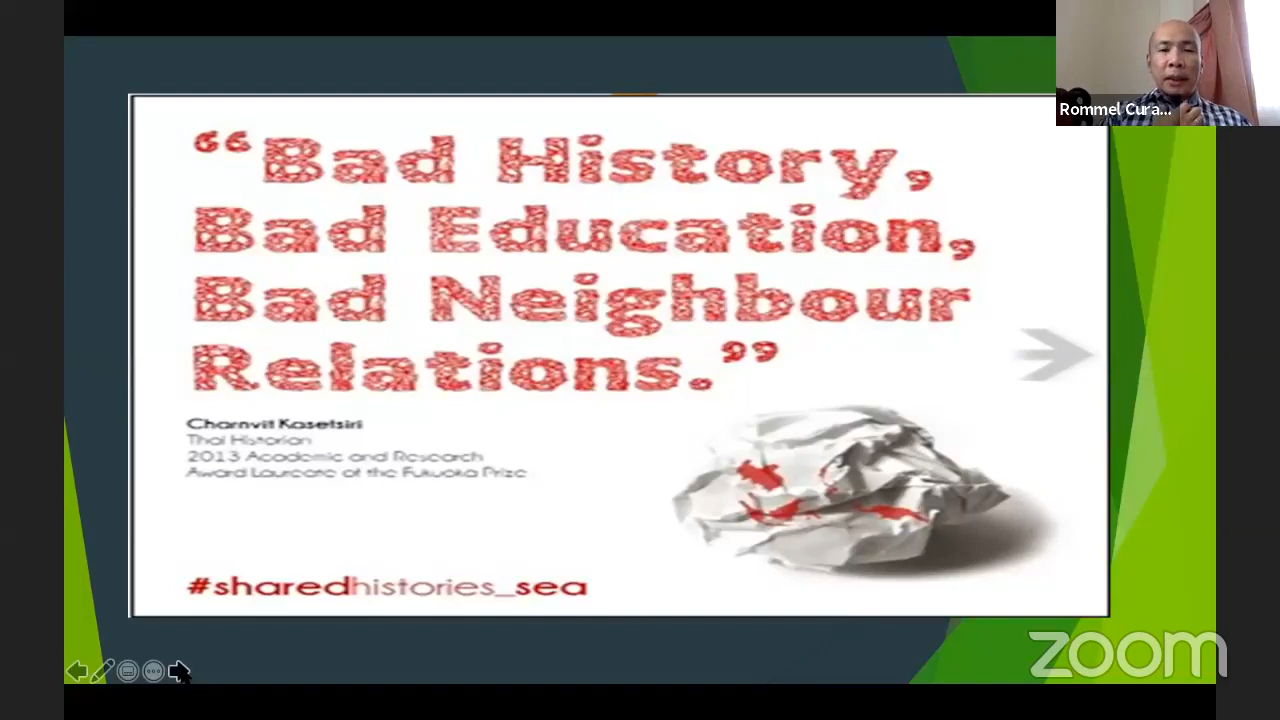 Rommel Cura...
“Bad History,
Bad Education,
Bad Neighbour
Relations.”
Charnvit Kasetsiri
Thai Historian
2013 Academic and Research
Award Laureate of the Fukuoka Prize
#sharedhistories_sea
zoom